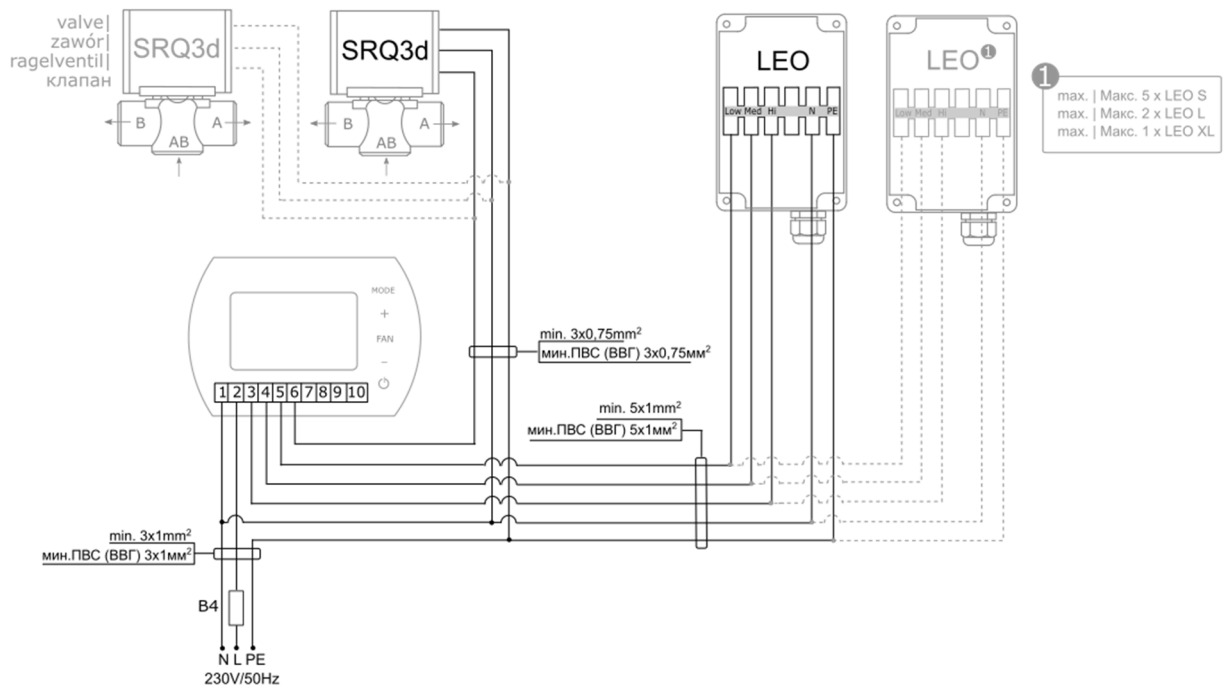 valve|
zawór|
ragelventil|
клапан
SRQ3d
SRQ3d
B
A
AB
B
A
AB
LEO
Low Med Hi N PE
LEO❶
Low Med Hi N PE
1
max. | Макс. 5 x LEO S
max. | Макс. 2 x LEO L
max. | Макс. 1 x LEO XL
MODE
+
FAN
−
1 2 3 4 5 6 7 8 9 10
min. 3x0,75mm²
мин.ПВС (ВВГ) 3x0,75мм²
min. 5x1mm²
мин.ПВС (ВВГ) 5x1мм²
min. 3x1mm²
мин.ПВС (ВВГ) 3x1мм²
B4
N L PE
230V/50Hz